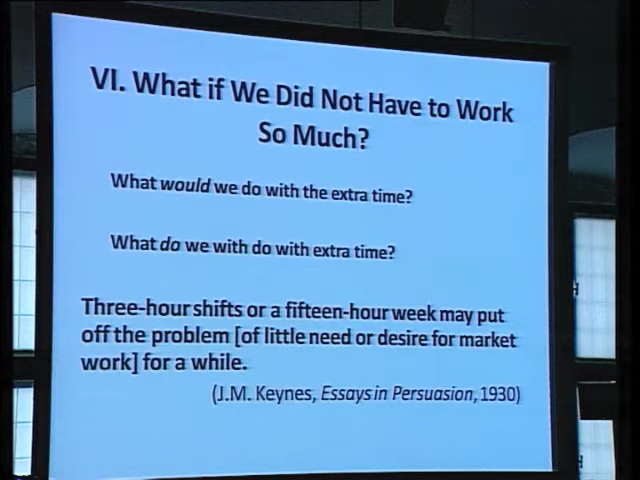 VI. What if We Did Not Have to Work
So Much?
What would we do with the extra time?
What do we with do with extra time?
Three-hour shifts or a fifteen-hour week may put
off the problem [of little need or desire for market
work] for a while.
(J.M. Keynes, Essays in Persuasion, 1930)